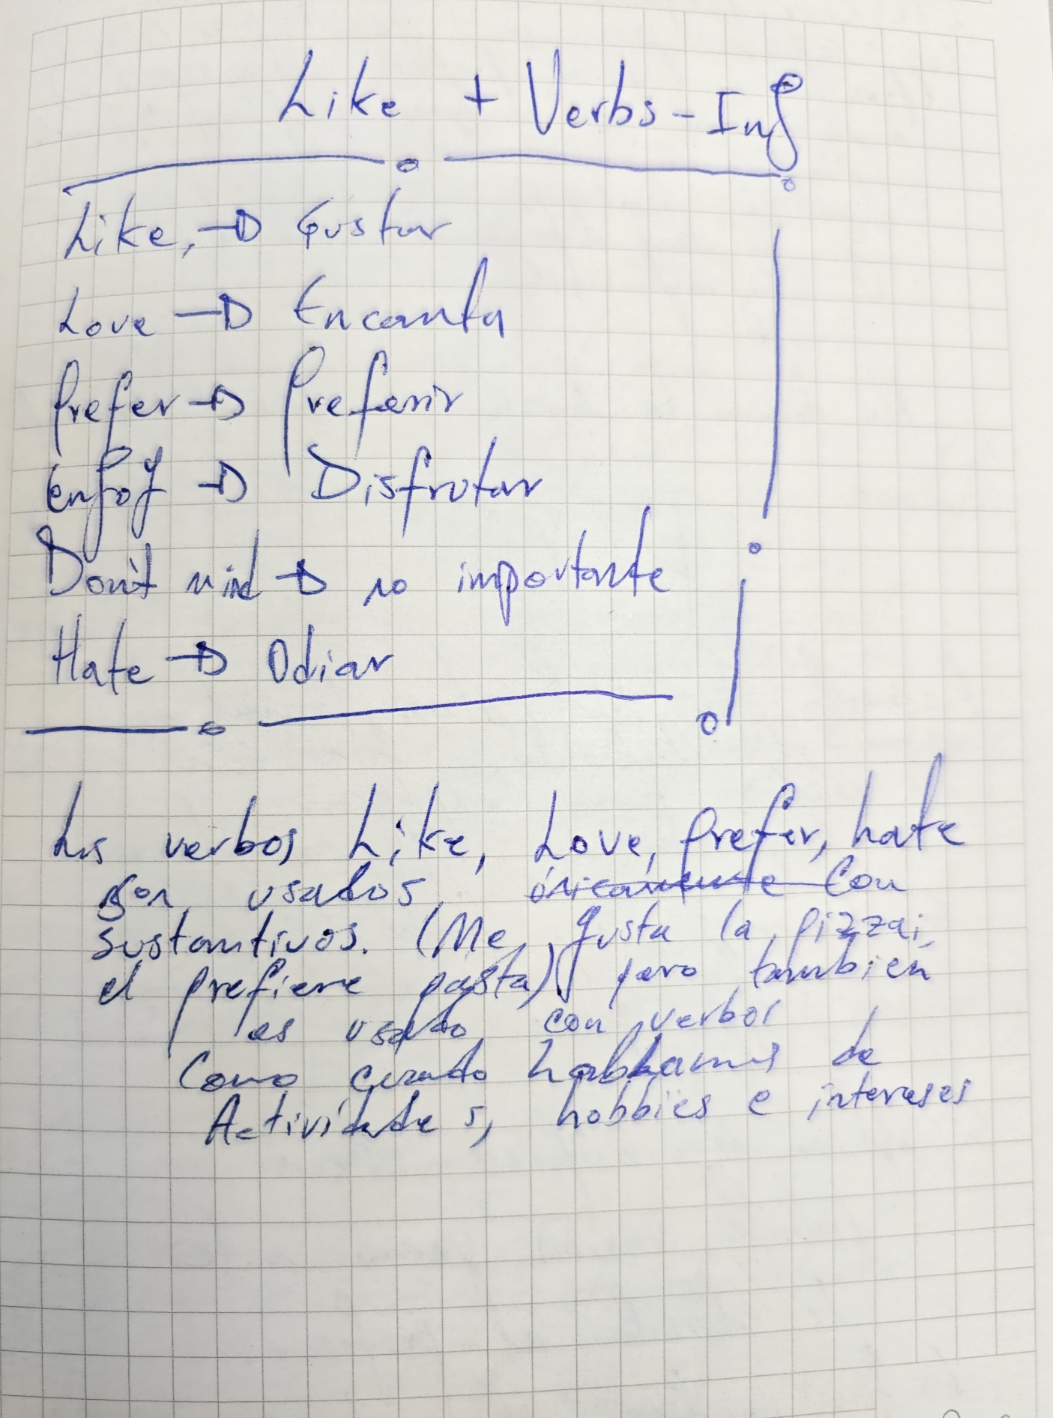 Like + Verbs - Ing
Like, → Gustar
Love → Encanta
Prefer → Preferir
enjoy → Disfrutar
Don't mind → no importante
Hate → Odiar
Los verbos Like, Love, prefer, hate
son usados únicamente con
sustantivos. (Me gusta la pizza,
el prefiere pasta) pero también
es usado con verbos
Como cuando hablamos de
Actividades, hobbies e intereses